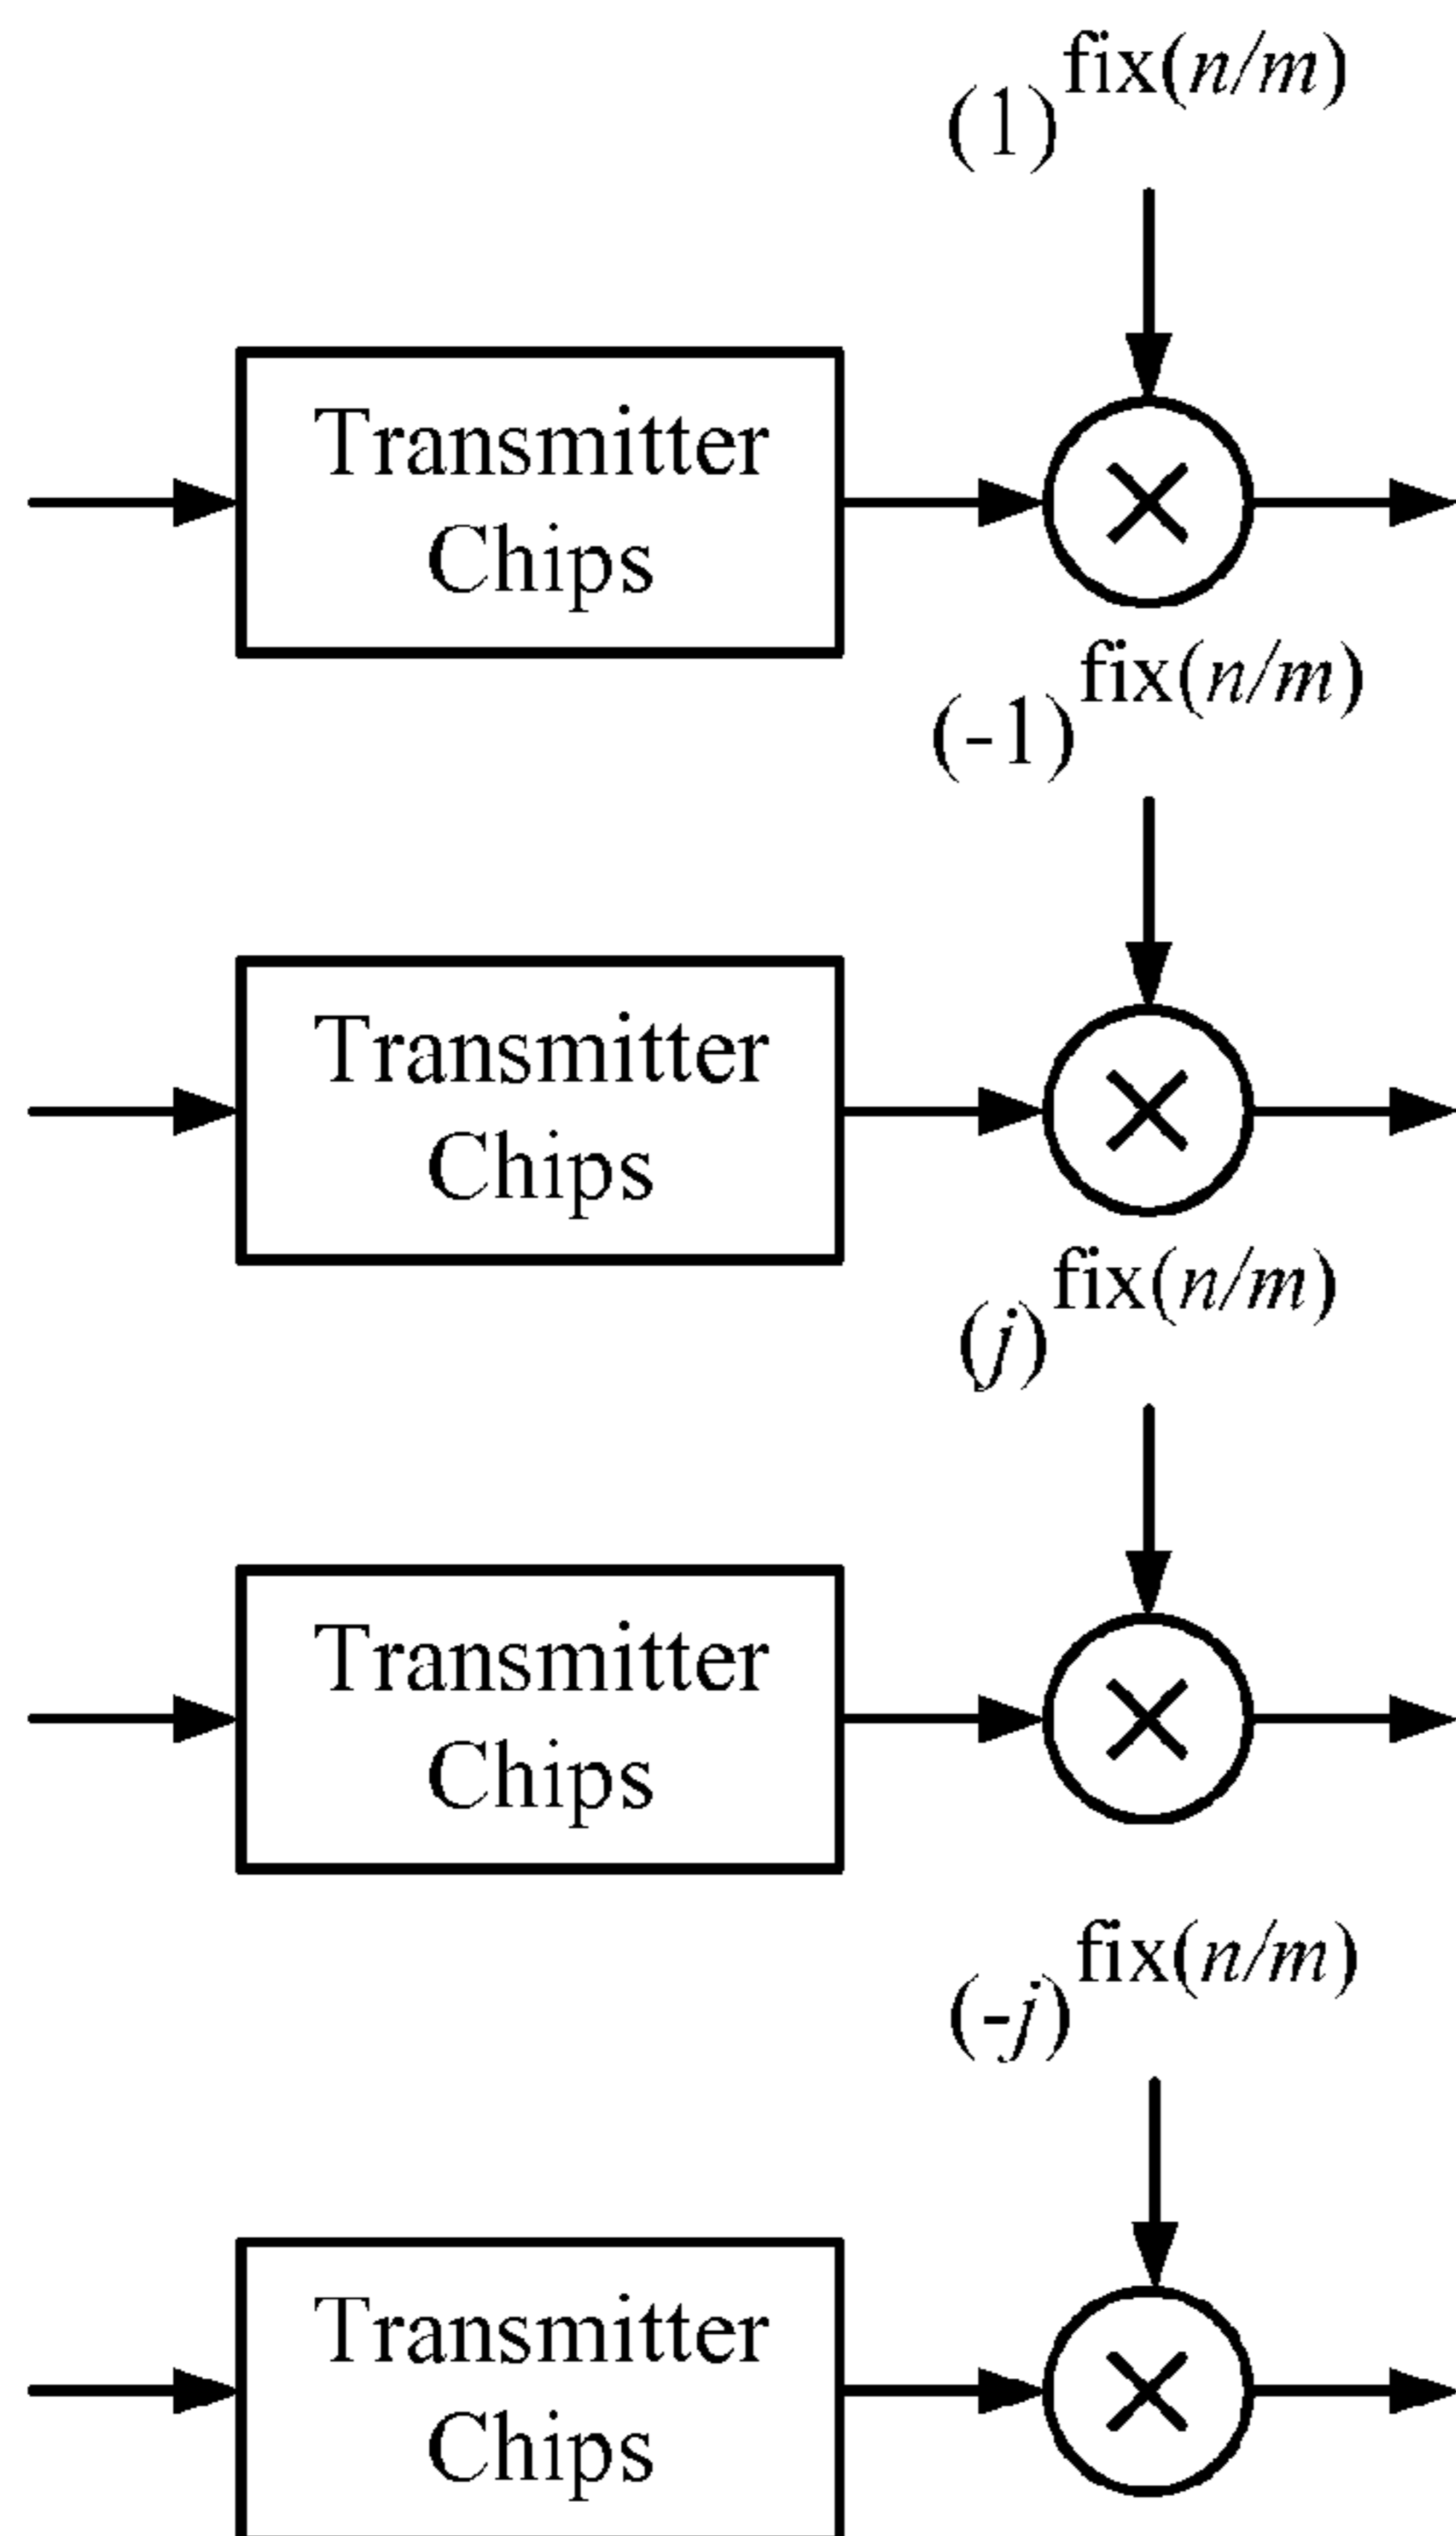 (1)^fix(n/m)
Transmitter
Chips
(-1)^fix(n/m)
Transmitter
Chips
(j)^fix(n/m)
Transmitter
Chips
(-j)^fix(n/m)
Transmitter
Chips